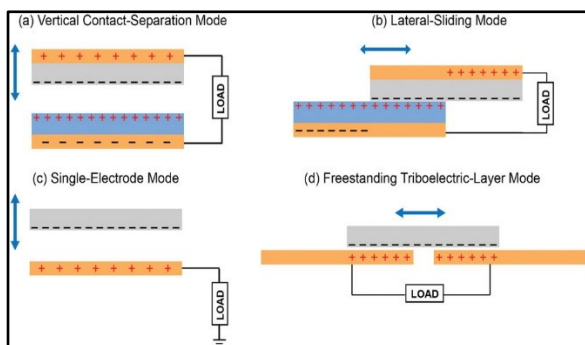 (a) Vertical Contact-Separation Mode
+ + + + + + + +
LOAD
+ + + + + + + + + + + + +
(b) Lateral-Sliding Mode
+ + + + + + +
LOAD
(c) Single-Electrode Mode
+ + + + + + + +
LOAD
(d) Freestanding Triboelectric-Layer Mode
+ + + + + + + + + + + +
LOAD